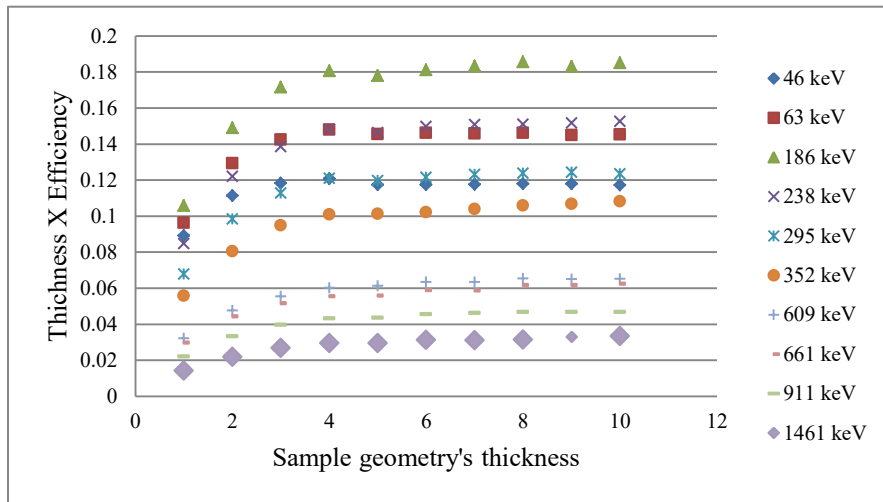 0.2
0.18
0.16
0.14
0.12
0.1
0.08
0.06
0.04
0.02
0
0 2 4 6 8 10 12
Thichness X Efficiency
Sample geometry's thickness
46 keV
63 keV
186 keV
238 keV
295 keV
352 keV
609 keV
661 keV
911 keV
1461 keV